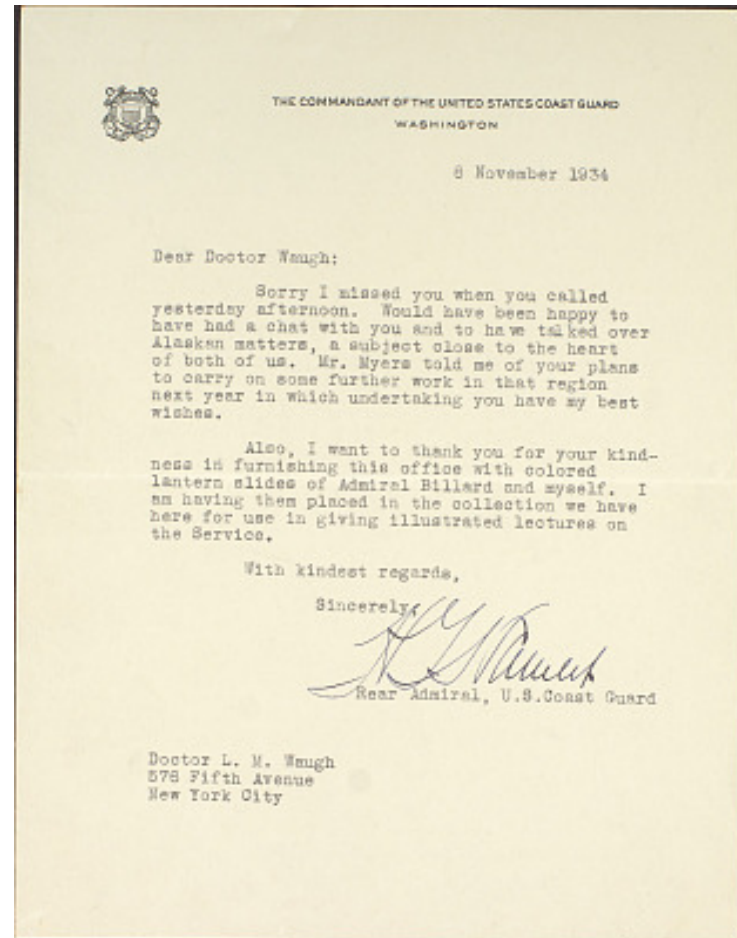 THE COMMANDANT OF THE UNITED STATES COAST GUARD
WASHINGTON
8 November 1934
Dear Doctor Waugh:
Sorry I missed you when you called
yesterday afternoon. Would have been happy to
have had a chat with you and to have talked over
Alaskan matters, a subject close to the heart
of both of us. Mr. Myers told me of your plans
to carry on some further work in that region
next year in which undertaking you have my best
wishes.
Also, I want to thank you for your kind-
ness in furnishing this office with colored
lantern slides of Admiral Billard and myself. I
am having them placed in the collection we have
here for use in giving illustrated lectures on
the Service.
With kindest regards,
Sincerely,
Rear Admiral, U.S.Coast Guard
Doctor L. M. Waugh
576 Fifth Avenue
New York City